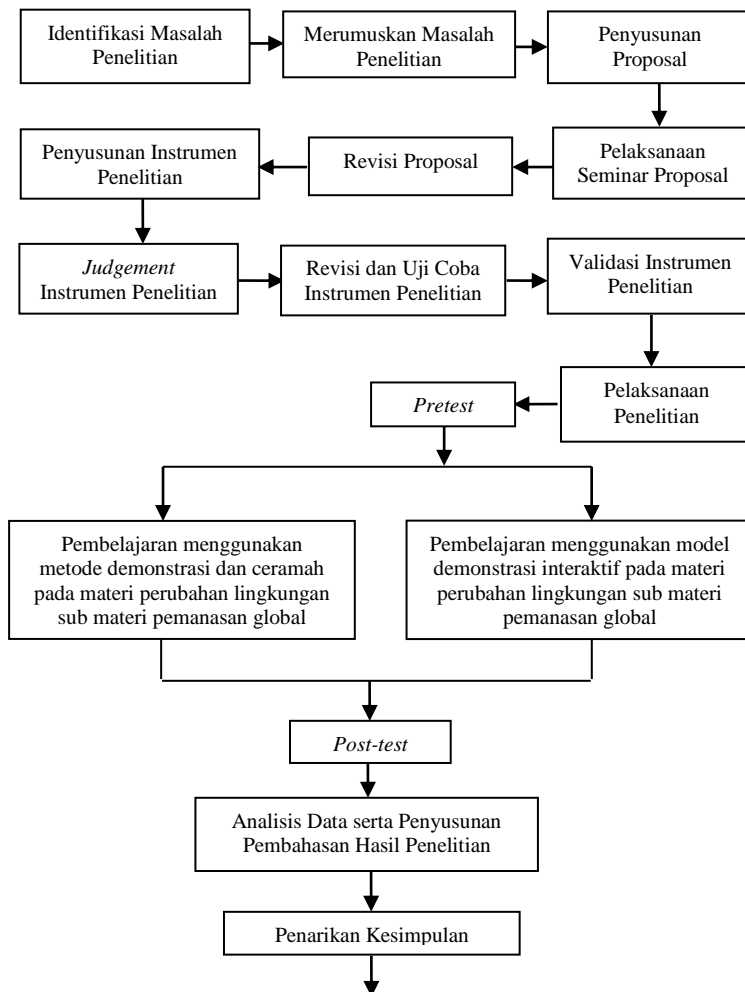 Identifikasi Masalah
Penelitian
Merumuskan Masalah
Penelitian
Penyusunan
Proposal
Pelaksanaan
Seminar Proposal
Revisi Proposal
Penyusunan Instrumen
Penelitian
Judgement
Instrumen Penelitian
Revisi dan Uji Coba
Instrumen Penelitian
Validasi Instrumen
Penelitian
Pelaksanaan
Penelitian
Pretest
Pembelajaran menggunakan
metode demonstrasi dan ceramah
pada materi perubahan lingkungan
sub materi pemanasan global
Pembelajaran menggunakan model
demonstrasi interaktif pada materi
perubahan lingkungan sub materi
pemanasan global
Post-test
Analisis Data serta Penyusunan
Pembahasan Hasil Penelitian
Penarikan Kesimpulan